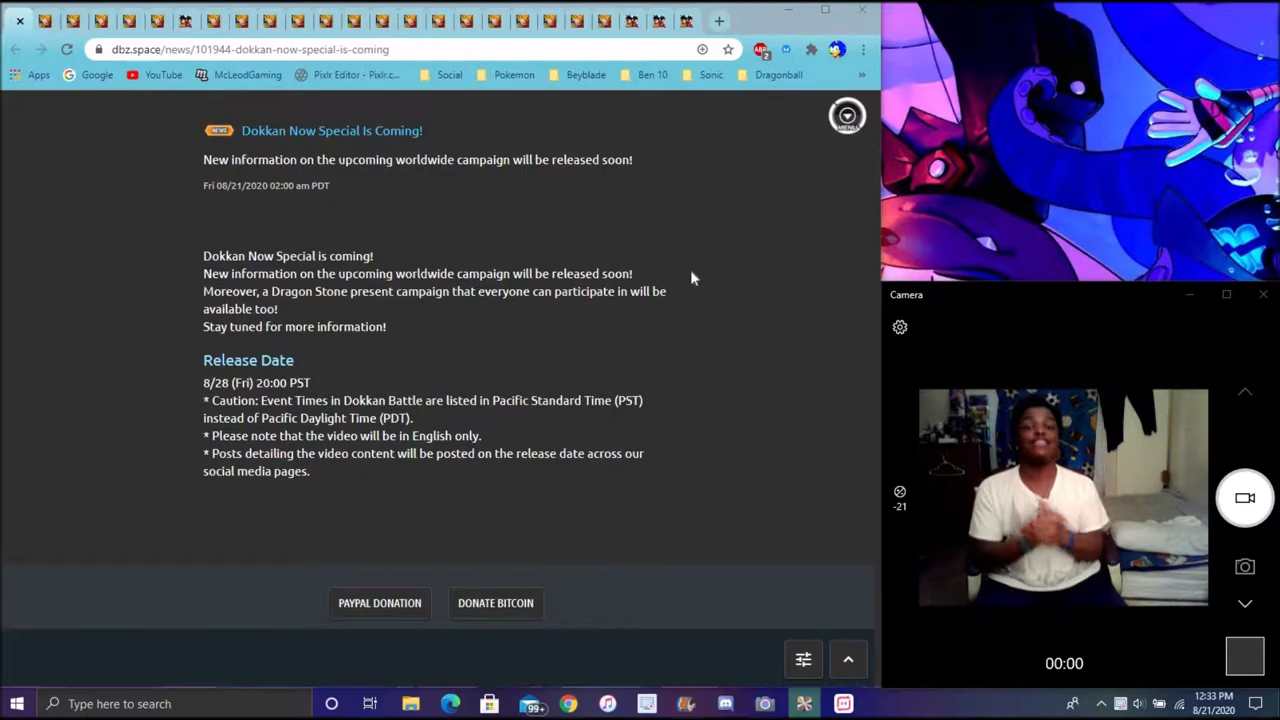 dbz.space/news/101944-dokkan-now-special-is-coming
ABP
2
Apps
Google
YouTube
McLeodGaming
Pixlr Editor - Pixlr.c...
Social
Pokemon
Beyblade
Ben 10
Sonic
Dragonball
»
MENU
NEWS Dokkan Now Special Is Coming!
New information on the upcoming worldwide campaign will be released soon!
Fri 08/21/2020 02:00 am PDT
Dokkan Now Special is coming!
New information on the upcoming worldwide campaign will be released soon!
Moreover, a Dragon Stone present campaign that everyone can participate in will be
available too!
Stay tuned for more information!
Release Date
8/28 (Fri) 20:00 PST
* Caution: Event Times in Dokkan Battle are listed in Pacific Standard Time (PST)
instead of Pacific Daylight Time (PDT).
* Please note that the video will be in English only.
* Posts detailing the video content will be posted on the release date across our
social media pages.
PAYPAL DONATION
DONATE BITCOIN
Camera
-21
00:00
Type here to search
99+
12:33 PM
8/21/2020